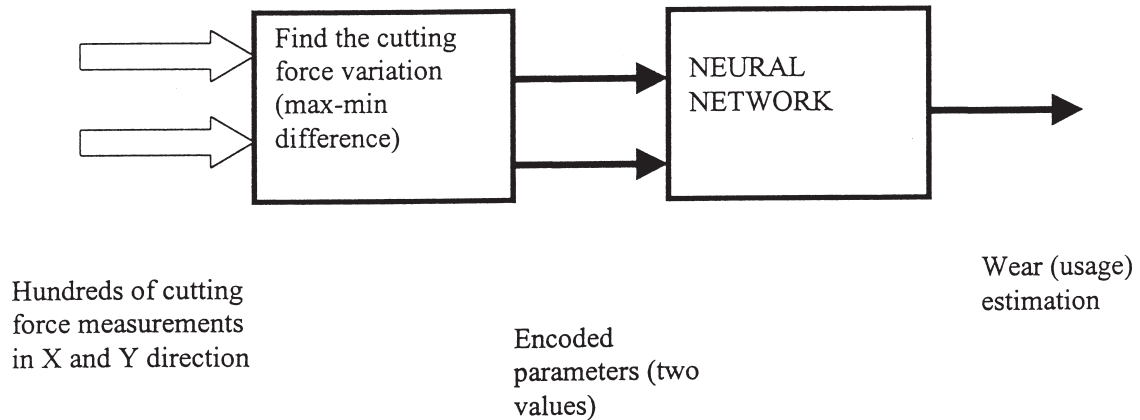 Find the cutting
force variation
(max-min
difference)
NEURAL
NETWORK
Hundreds of cutting
force measurements
in X and Y direction
Encoded
parameters (two
values)
Wear (usage)
estimation